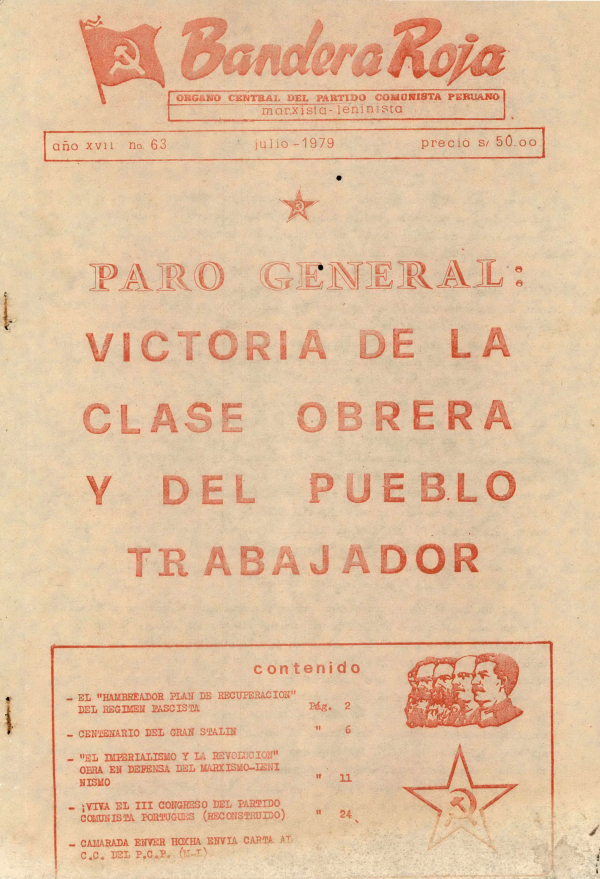 Bandera Roja
ORGANO CENTRAL DEL PARTIDO COMUNISTA PERUANO
marxista-leninista
año XVII no. 63 julio-1979 precio s/ 50.00
PARO GENERAL:
VICTORIA DE LA
CLASE OBRERA
Y DEL PUEBLO
TRABAJADOR
contenido
- EL "HAMBREADOR PLAN DE RECUPERACION"
DEL REGIMEN FASCISTA Pág. 2
- CENTENARIO DEL GRAN STALIN " 6
- "EL IMPERIALISMO Y LA REVOLUCION"
OBRA EN DEFENSA DEL MARXISMO-LENI
NISMO " 11
- ¡VIVA EL III CONGRESO DEL PARTIDO
COMUNISTA PORTUGUES (RECONSTRUIDO) " 24
- CAMARADA ENVER HOXHA ENVIA CARTA AL
C.C. DEL P.C.P. (M-L)